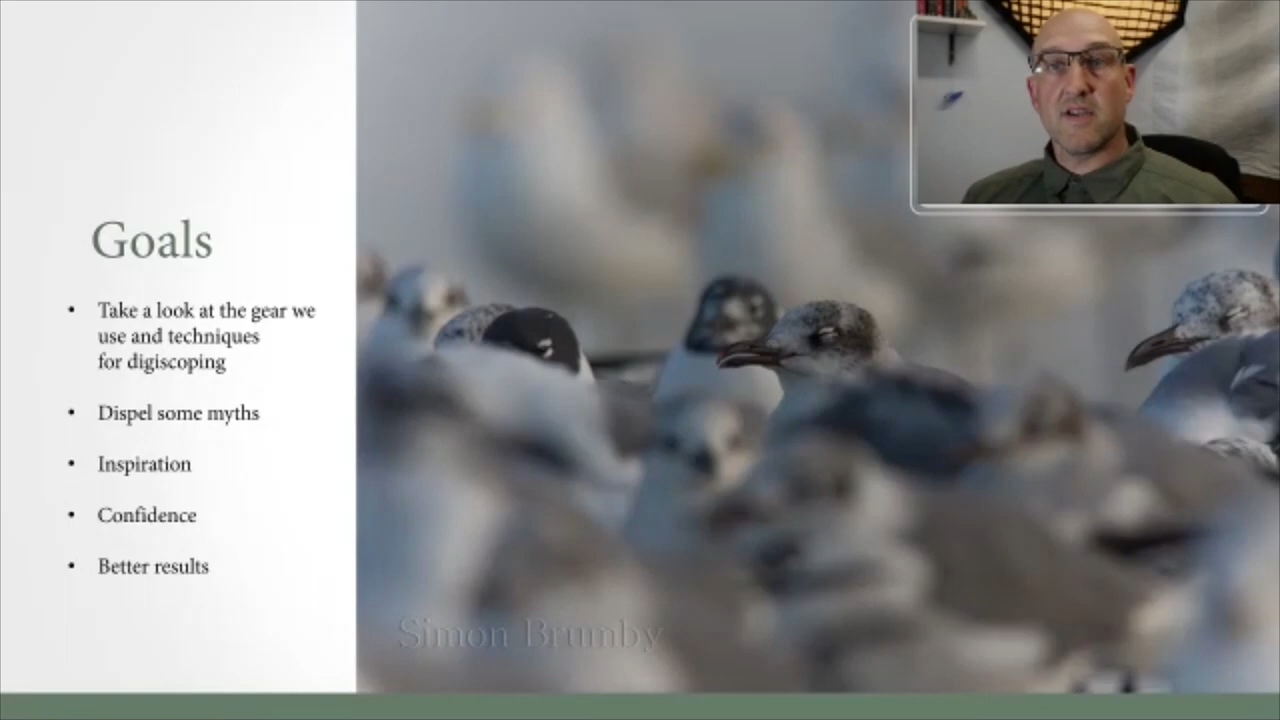 Goals
• Take a look at the gear we
use and techniques
for digiscoping
• Dispel some myths
• Inspiration
• Confidence
• Better results
Simon Brumby